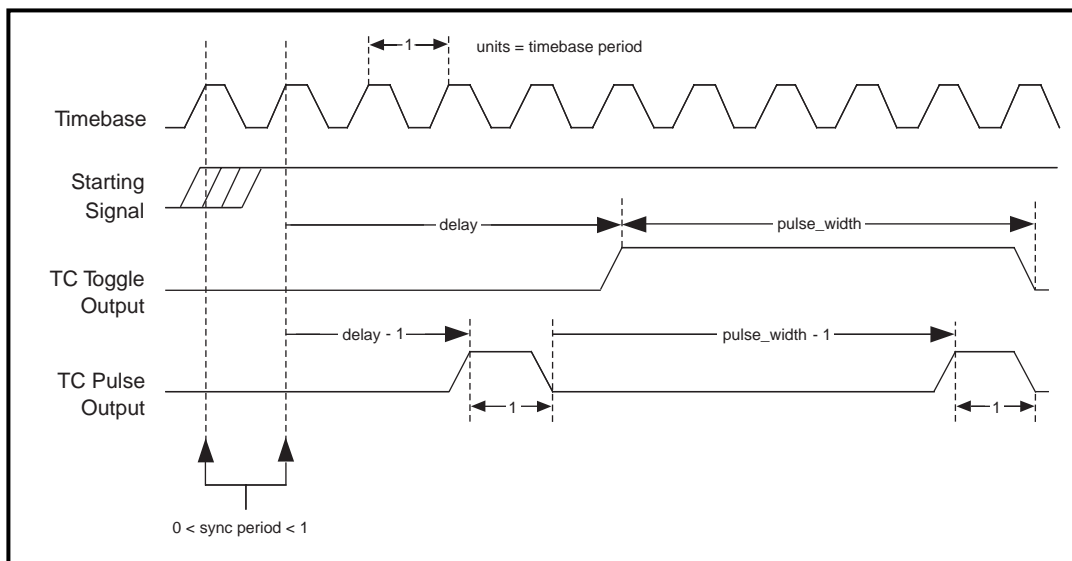 1
units = timebase period
Timebase
Starting
Signal
delay
pulse_width
TC Toggle
Output
delay - 1
pulse_width - 1
TC Pulse
Output
1
1
0 < sync period < 1